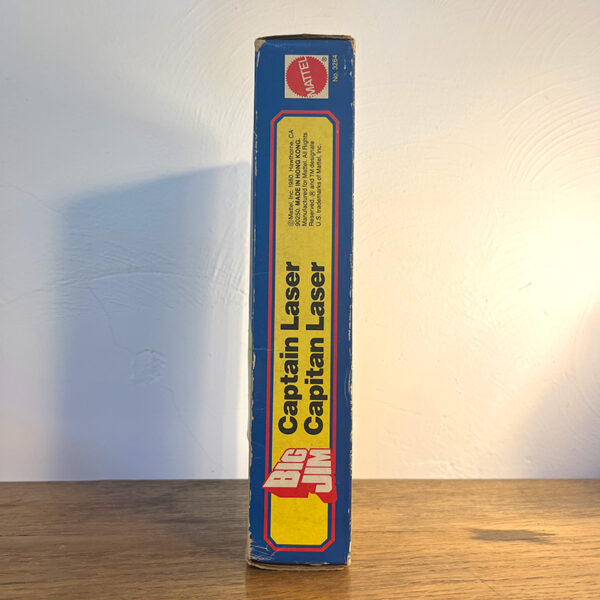 MATTEL
®
No. 3264
©Mattel, Inc. 1980. Hawthorne, CA
90250. MADE IN HONG KONG.
Manufactured for Mattel. All Rights
Reserved. ® and TM designate
U.S. trademarks of Mattel, Inc.
Captain Laser
Capitan Laser
BIG
JIM